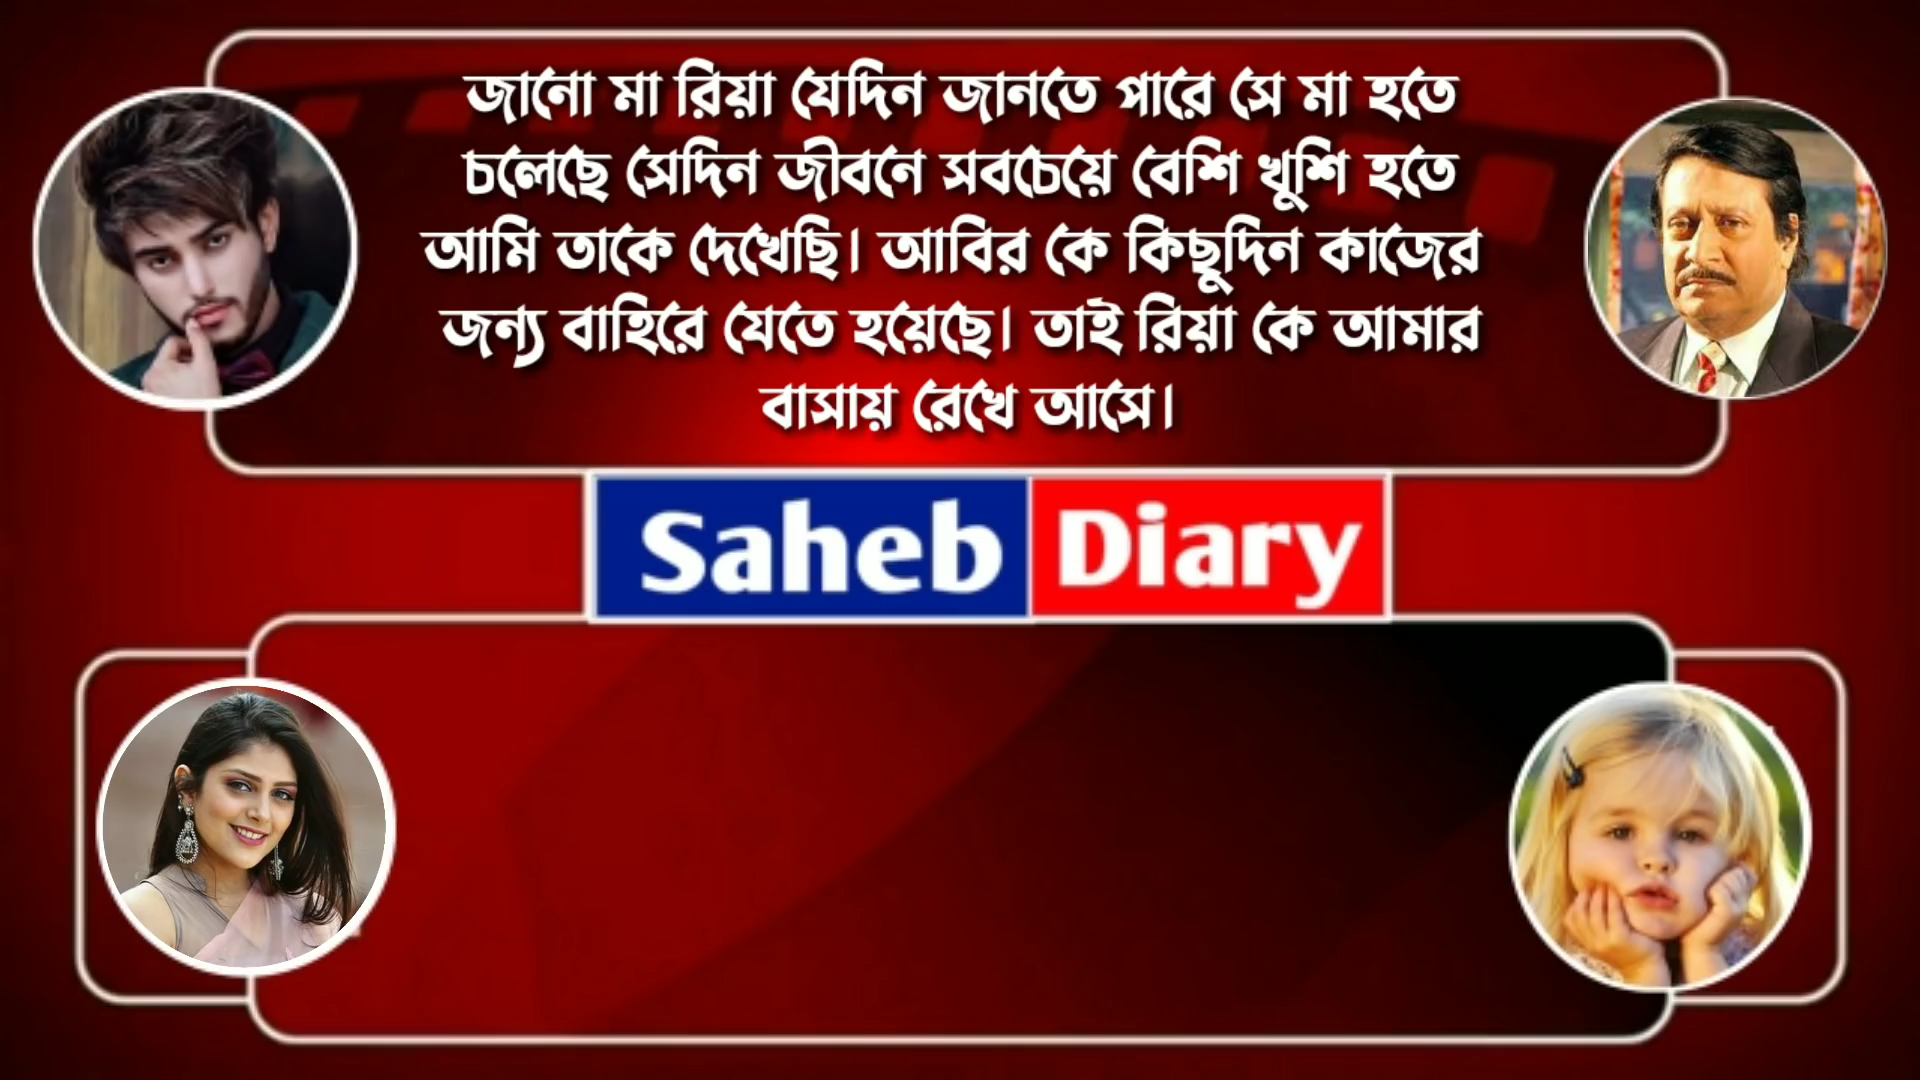 জানো মা রিয়া যেদিন জানতে পারে সে মা হতে
চলেছে সেদিন জীবনে সবচেয়ে বেশি খুশি হতে
আমি তাকে দেখেছি। আবির কে কিছুদিন কাজের
জন্য বাহিরে যেতে হয়েছে। তাই রিয়া কে আমার
বাসায় রেখে আসে।
Saheb Diary